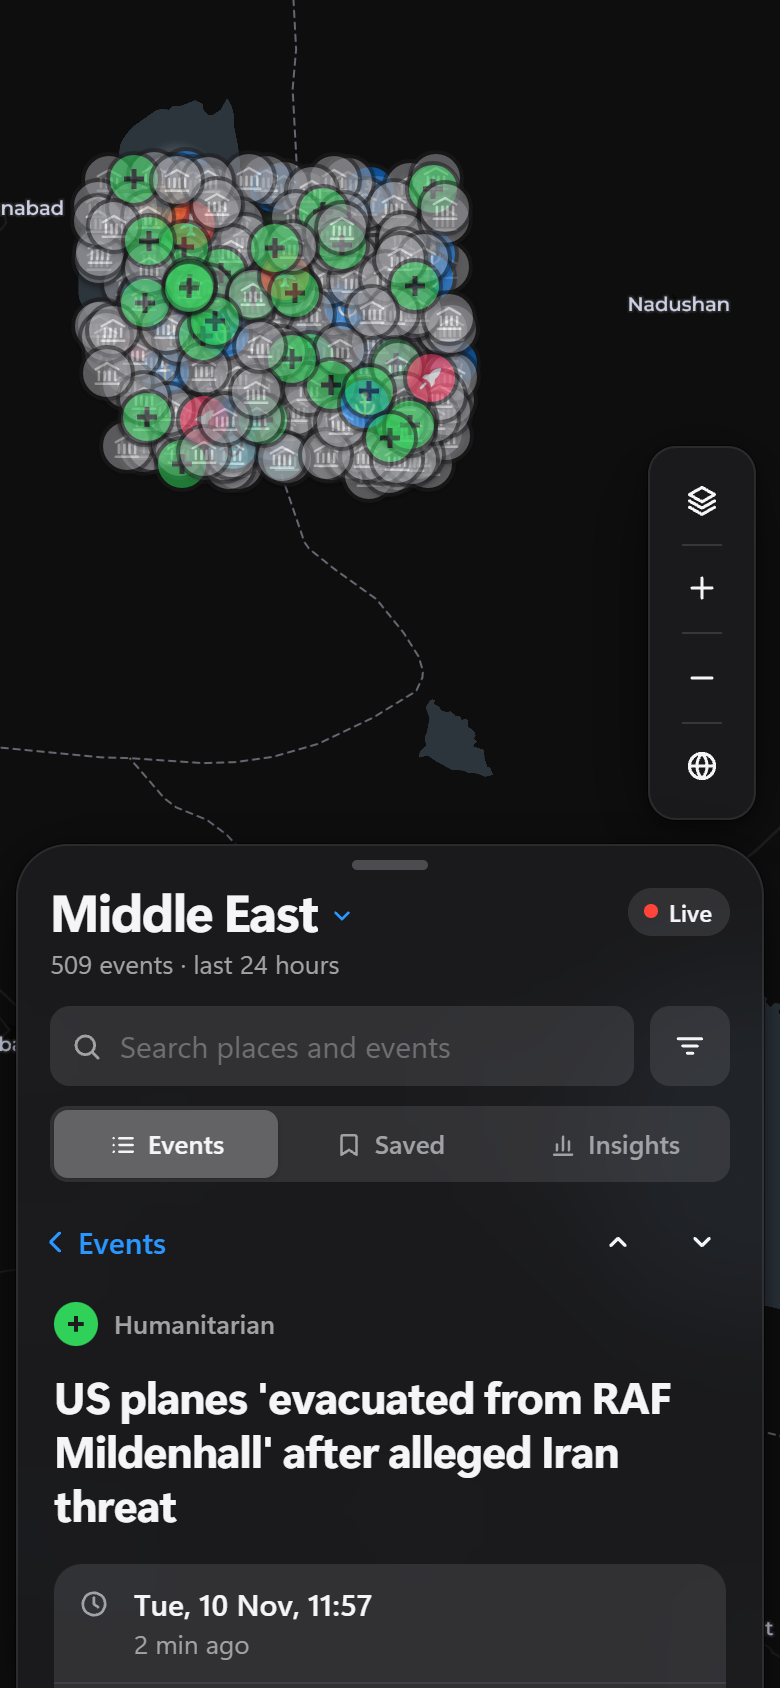 nabad
Nadushan
Middle East
Live
509 events · last 24 hours
Search places and events
Events
Saved
Insights
Events
Humanitarian
US planes 'evacuated from RAF
Mildenhall' after alleged Iran
threat
Tue, 10 Nov, 11:57
2 min ago